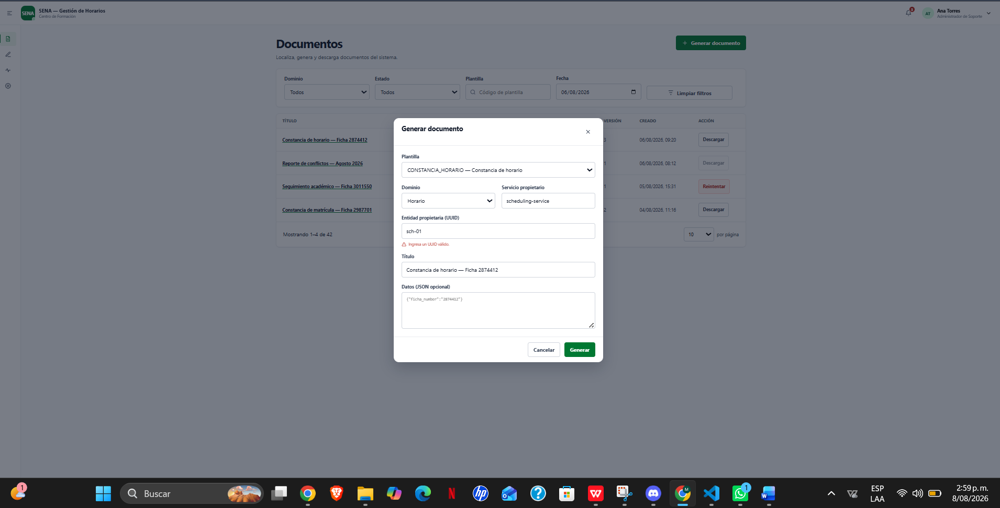 SENA
SENA — Gestión de Horarios
Centro de Formación
3
AT
Ana Torres
Administrador de Soporte
Documentos
Localiza, genera y descarga documentos del sistema.
+ Generar documento
Dominio
Todos
Estado
Todos
Plantilla
Código de plantilla
Fecha
06/08/2026
Limpiar filtros
TÍTULO
VERSIÓN
CREADO
ACCIÓN
Constancia de horario — Ficha 2874412
3
06/08/2026, 09:20
Descargar
Reporte de conflictos — Agosto 2026
1
06/08/2026, 08:12
Descargar
Seguimiento académico — Ficha 3011550
1
05/08/2026, 15:31
Reintentar
Constancia de matrícula — Ficha 2987701
2
04/08/2026, 11:16
Descargar
Mostrando 1–4 de 42
10
por página
Generar documento
Plantilla
CONSTANCIA_HORARIO — Constancia de horario
Dominio
Horario
Servicio propietario
scheduling-service
Entidad propietaria (UUID)
sch-01
Ingresa un UUID válido.
Título
Constancia de horario — Ficha 2874412
Datos (JSON opcional)
{"ficha_number":"2874412"}
Cancelar
Generar
1
Buscar
hp
M
1
W
ESP
LAA
2:59 p. m.
8/08/2026